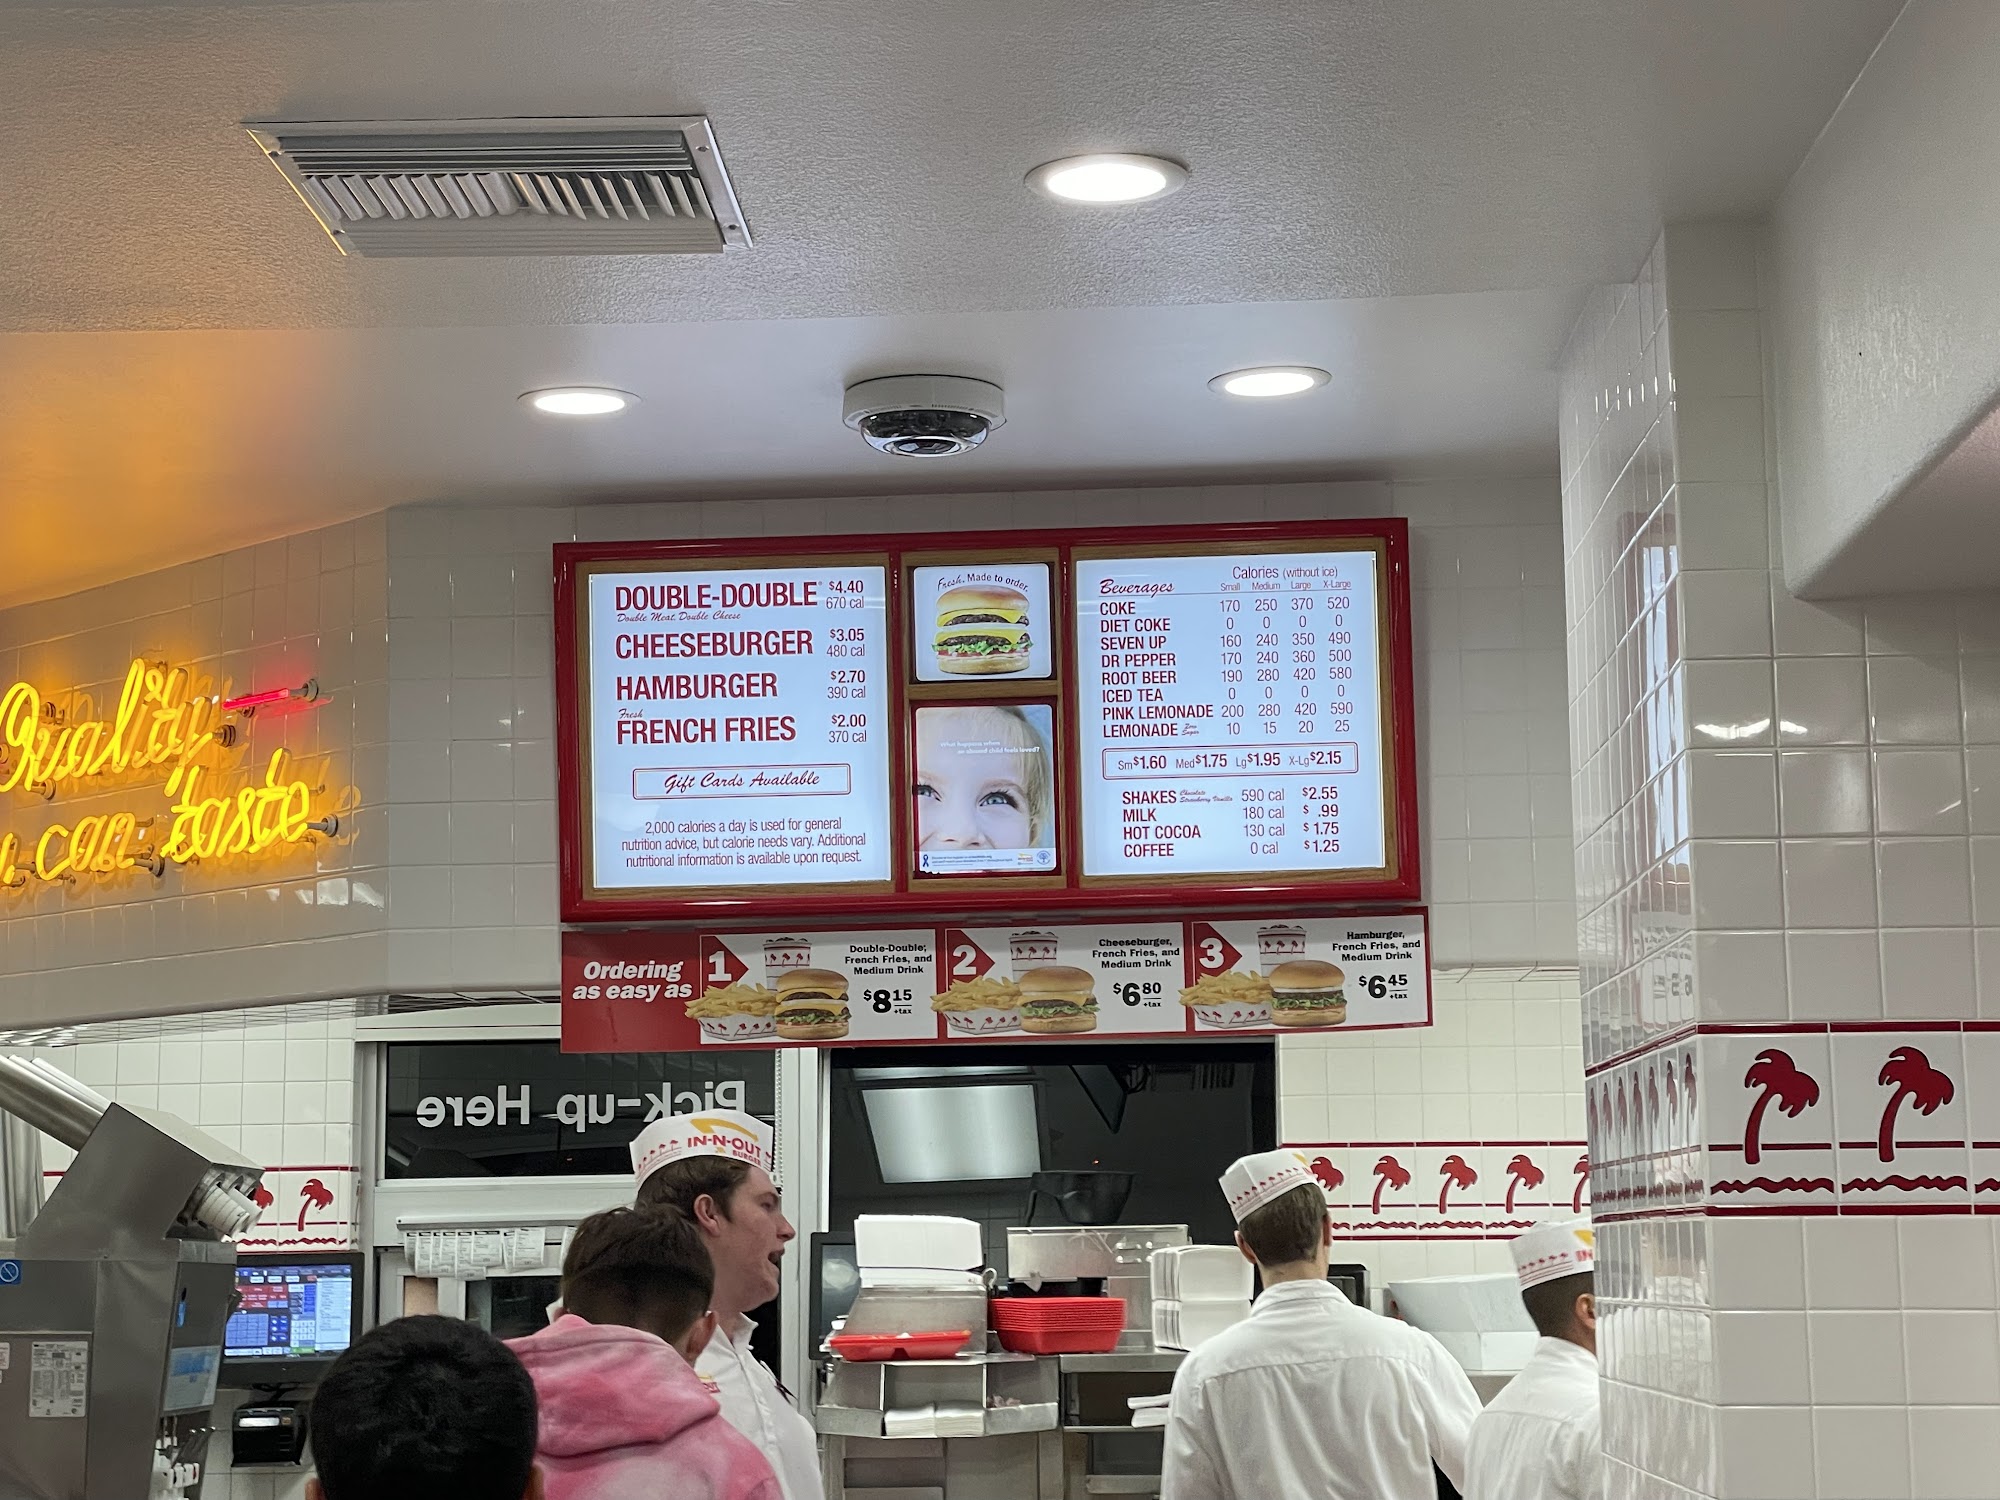 Quality
can taste
DOUBLE-DOUBLE® $4.40
Double Meat, Double Cheese 670 cal
CHEESEBURGER $3.05
480 cal
HAMBURGER $2.70
390 cal
Fresh
FRENCH FRIES $2.00
370 cal
Gift Cards Available
2,000 calories a day is used for general
nutrition advice, but calorie needs vary. Additional
nutritional information is available upon request.
Fresh. Made to order.
What happens when
an abused child feels loved?
Beverages Calories (without ice)
Small Medium Large X-Large
COKE 170 250 370 520
DIET COKE 0 0 0 0
SEVEN UP 160 240 350 490
DR PEPPER 170 240 360 500
ROOT BEER 190 280 420 580
ICED TEA 0 0 0 0
PINK LEMONADE 200 280 420 590
LEMONADE Zero Sugar 10 15 20 25
Sm$1.60 Med$1.75 Lg$1.95 X-Lg$2.15
SHAKES Chocolate Strawberry Vanilla 590 cal $2.55
MILK 180 cal $ .99
HOT COCOA 130 cal $1.75
COFFEE 0 cal $1.25
Ordering
as easy as
1
Double-Double,
French Fries, and
Medium Drink
$8 15
+tax
2
Cheeseburger,
French Fries, and
Medium Drink
$6 80
+tax
3
Hamburger,
French Fries, and
Medium Drink
$6 45
+tax
Pick-up Here
IN-N-OUT
BURGER